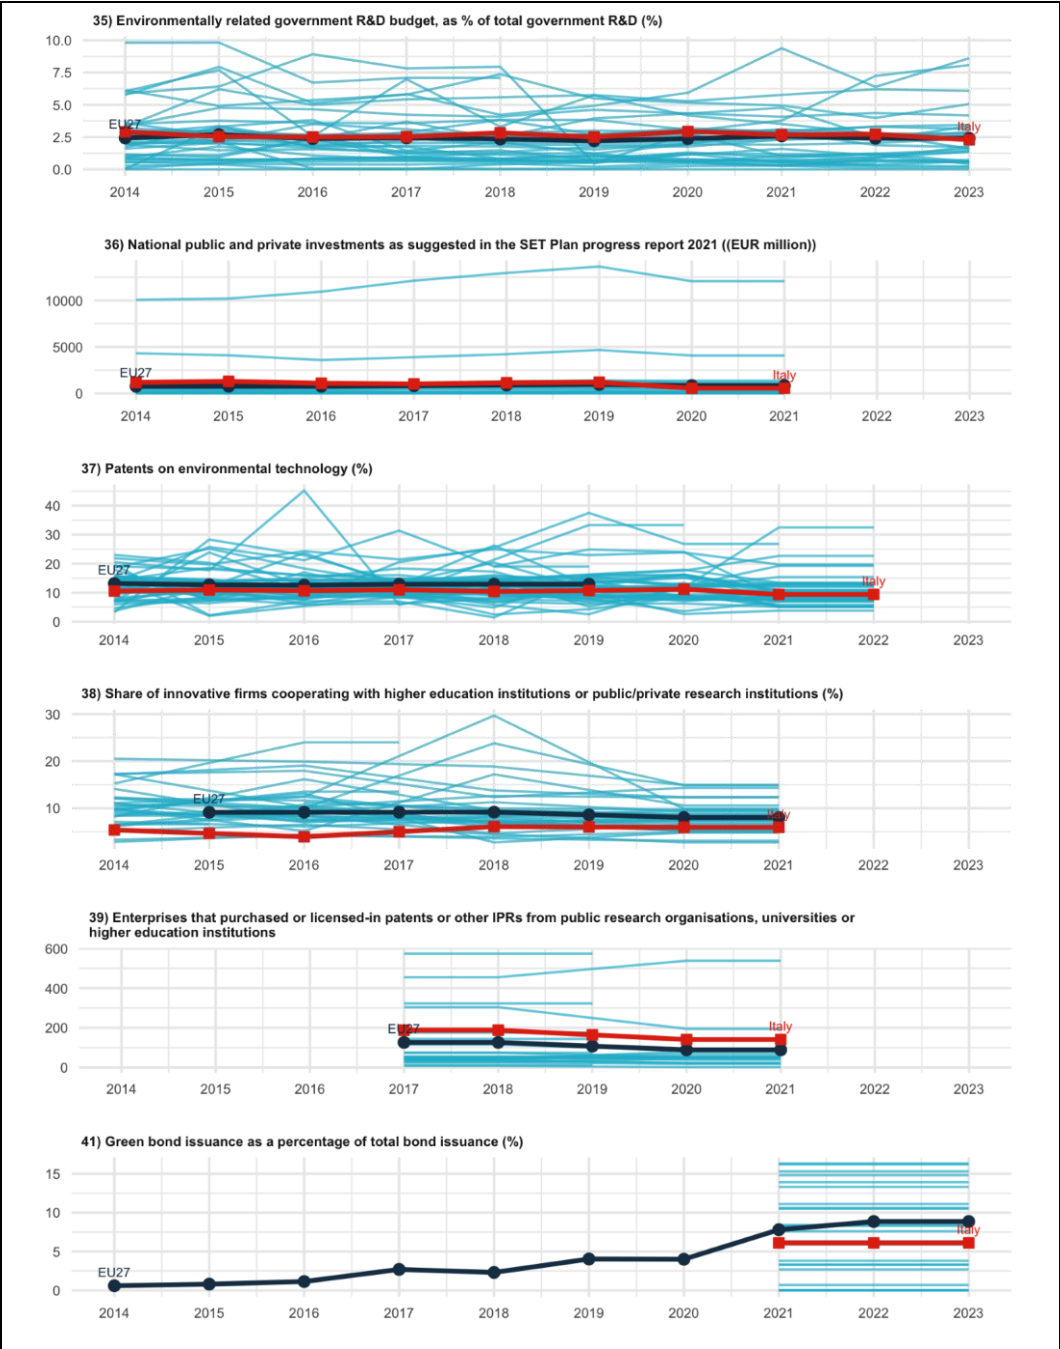 35) Environmentally related government R&D budget, as % of total government R&D (%)
10.0
7.5
5.0
2.5
0.0
EU27
Italy
2014 2015 2016 2017 2018 2019 2020 2021 2022 2023
36) National public and private investments as suggested in the SET Plan progress report 2021 ((EUR million))
10000
5000
0
EU27
Italy
2014 2015 2016 2017 2018 2019 2020 2021 2022 2023
37) Patents on environmental technology (%)
40
30
20
10
0
EU27
Italy
2014 2015 2016 2017 2018 2019 2020 2021 2022 2023
38) Share of innovative firms cooperating with higher education institutions or public/private research institutions (%)
30
20
10
EU27
Italy
2014 2015 2016 2017 2018 2019 2020 2021 2022 2023
39) Enterprises that purchased or licensed-in patents or other IPRs from public research organisations, universities or
higher education institutions
600
400
200
0
EU27
Italy
2014 2015 2016 2017 2018 2019 2020 2021 2022 2023
41) Green bond issuance as a percentage of total bond issuance (%)
15
10
5
0
EU27
Italy
2014 2015 2016 2017 2018 2019 2020 2021 2022 2023